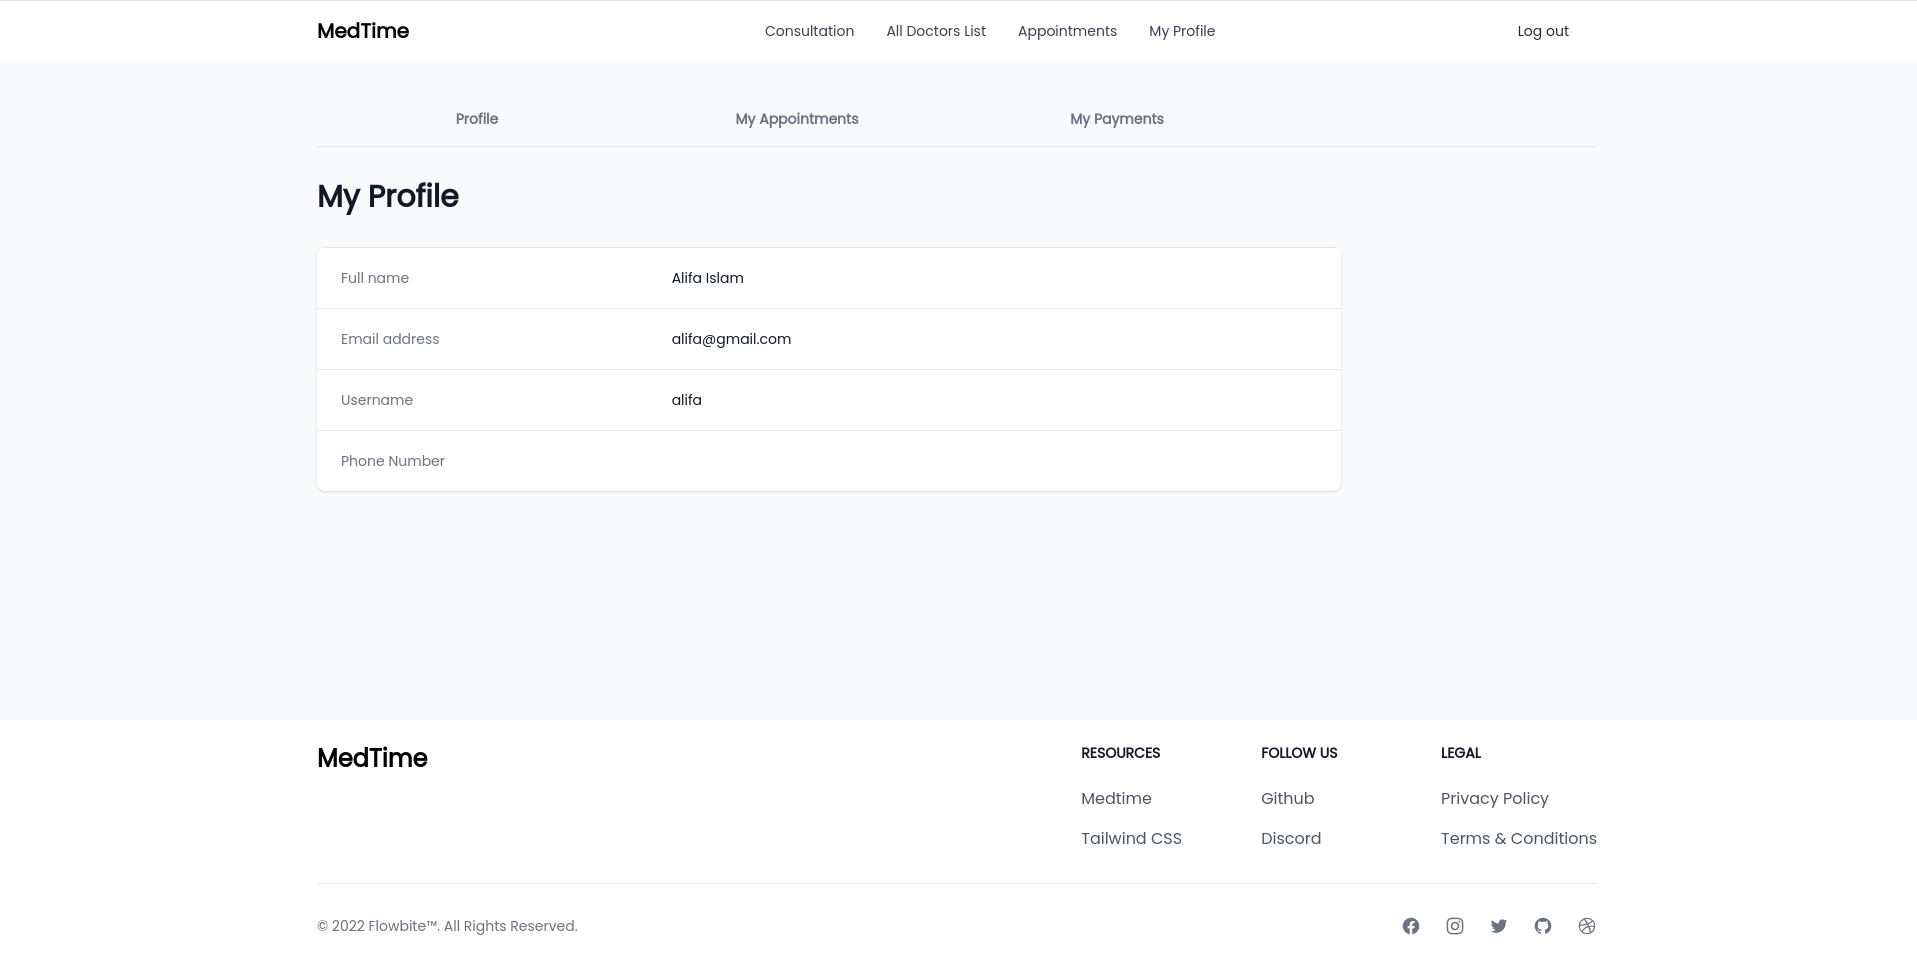 MedTime
Consultation All Doctors List Appointments My Profile
Log out
Profile My Appointments My Payments
My Profile
Full name Alifa Islam
Email address alifa@gmail.com
Username alifa
Phone Number
MedTime
RESOURCES FOLLOW US LEGAL
Medtime Github Privacy Policy
Tailwind CSS Discord Terms & Conditions
© 2022 Flowbite™. All Rights Reserved.